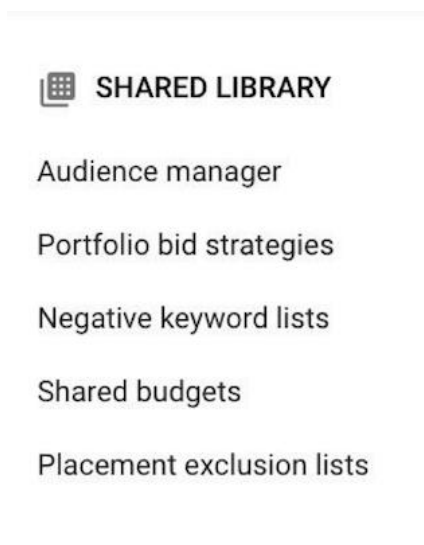 SHARED LIBRARY
Audience manager
Portfolio bid strategies
Negative keyword lists
Shared budgets
Placement exclusion lists